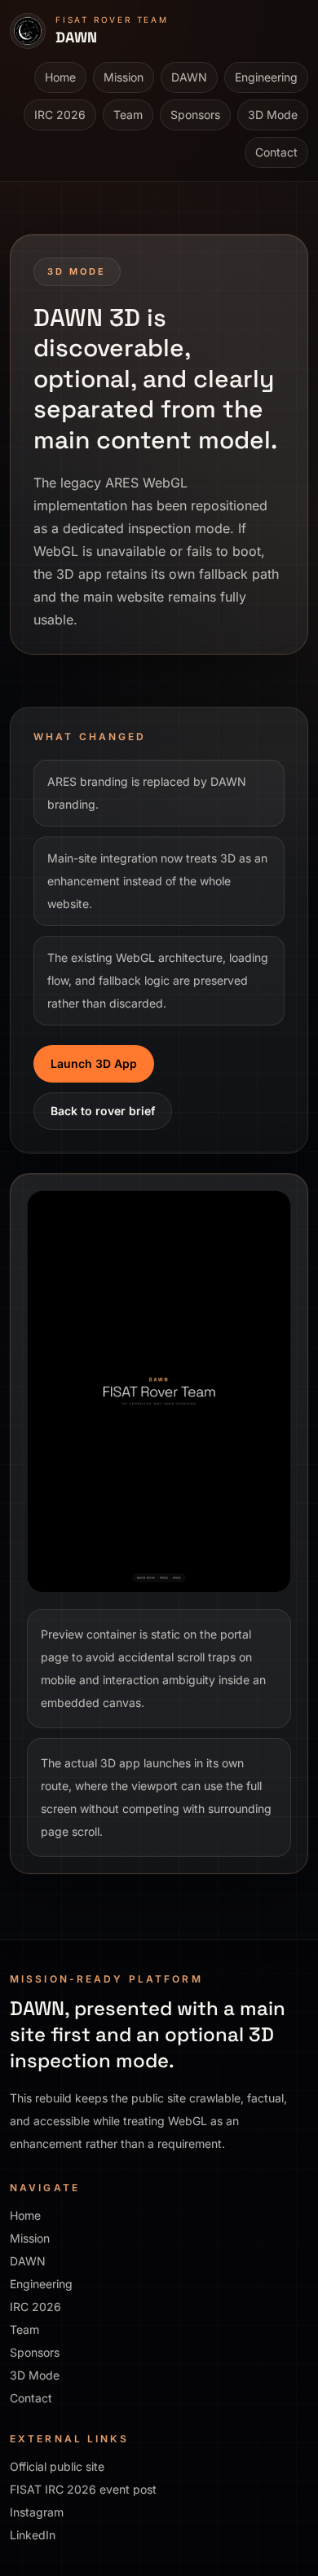 FISAT ROVER TEAM
DAWN
Home
Mission
DAWN
Engineering
IRC 2026
Team
Sponsors
3D Mode
Contact
3D MODE
DAWN 3D is
discoverable,
optional, and clearly
separated from the
main content model.
The legacy ARES WebGL
implementation has been repositioned
as a dedicated inspection mode. If
WebGL is unavailable or fails to boot,
the 3D app retains its own fallback path
and the main website remains fully
usable.
WHAT CHANGED
ARES branding is replaced by DAWN
branding.
Main-site integration now treats 3D as an
enhancement instead of the whole
website.
The existing WebGL architecture, loading
flow, and fallback logic are preserved
rather than discarded.
Launch 3D App
Back to rover brief
DAWN
FISAT Rover Team
Preview container is static on the portal
page to avoid accidental scroll traps on
mobile and interaction ambiguity inside an
embedded canvas.
The actual 3D app launches in its own
route, where the viewport can use the full
screen without competing with surrounding
page scroll.
MISSION-READY PLATFORM
DAWN, presented with a main
site first and an optional 3D
inspection mode.
This rebuild keeps the public site crawlable, factual,
and accessible while treating WebGL as an
enhancement rather than a requirement.
NAVIGATE
Home
Mission
DAWN
Engineering
IRC 2026
Team
Sponsors
3D Mode
Contact
EXTERNAL LINKS
Official public site
FISAT IRC 2026 event post
Instagram
LinkedIn